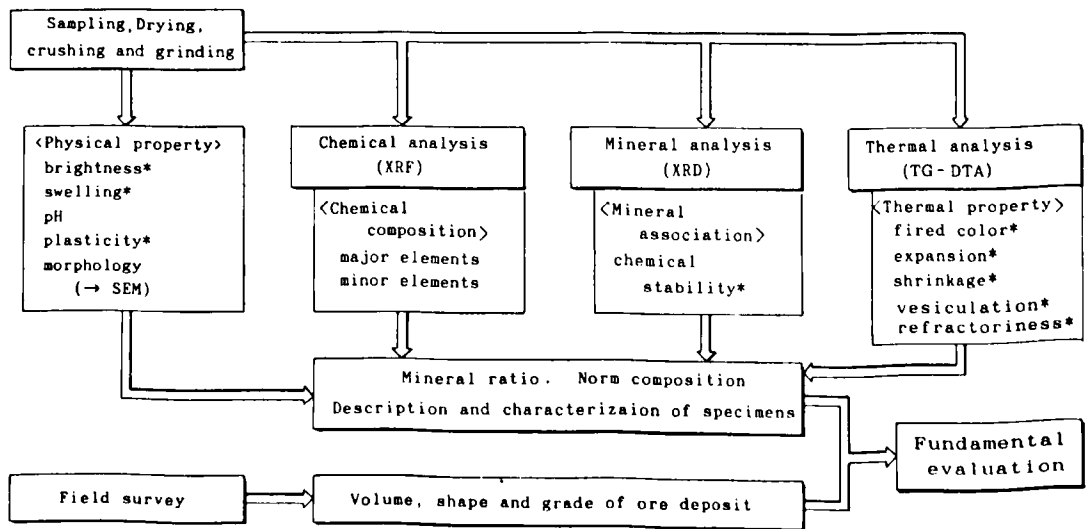 Sampling,Drying,
crushing and grinding
<Physical property>
brightness*
swelling*
pH
plasticity*
morphology
(→ SEM)
Chemical analysis
(XRF)
<Chemical
composition>
major elements
minor elements
Mineral analysis
(XRD)
<Mineral
association>
chemical
stability*
Thermal analysis
(TG-DTA)
<Thermal property>
fired color*
expansion*
shrinkage*
vesiculation*
refractoriness*
Mineral ratio. Norm composition
Description and characterizaion of specimens
Fundamental
evaluation
Field survey
Volume, shape and grade of ore deposit